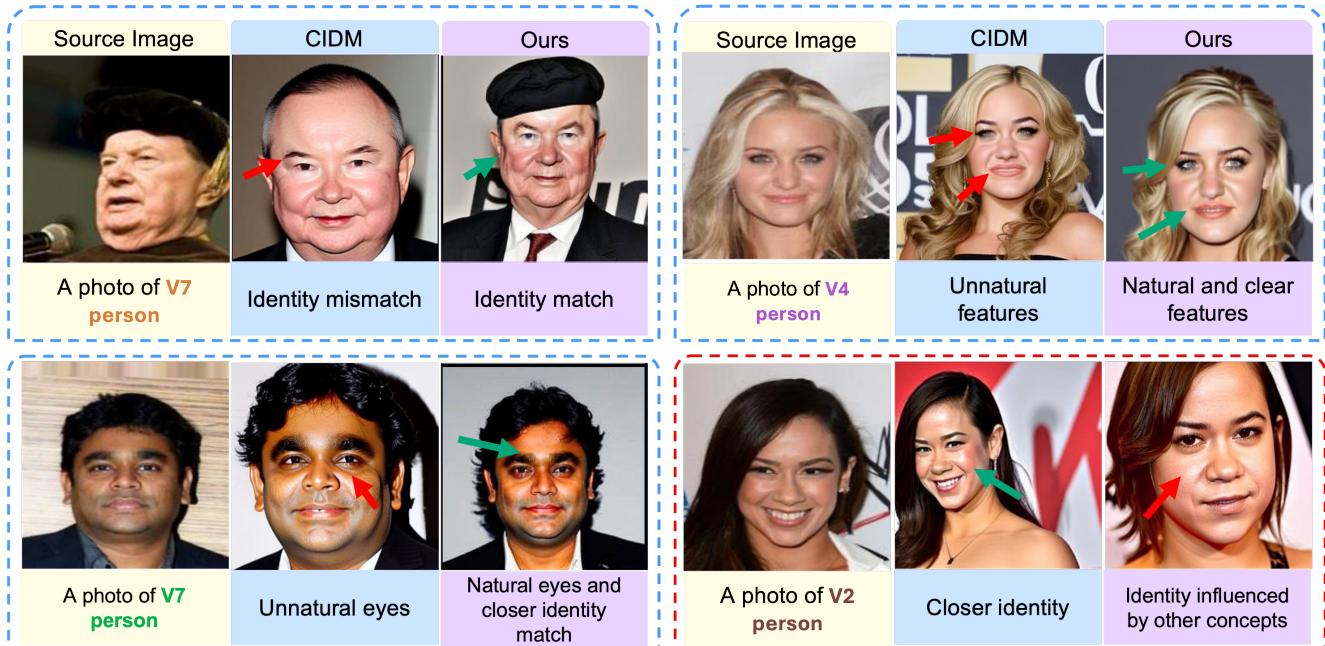 Source Image
CIDM
Ours
A photo of V7
person
Identity mismatch
Identity match
Source Image
CIDM
Ours
A photo of V4
person
Unnatural
features
Natural and clear
features
A photo of V7
person
Unnatural eyes
Natural eyes and
closer identity
match
A photo of V2
person
Closer identity
Identity influenced
by other concepts